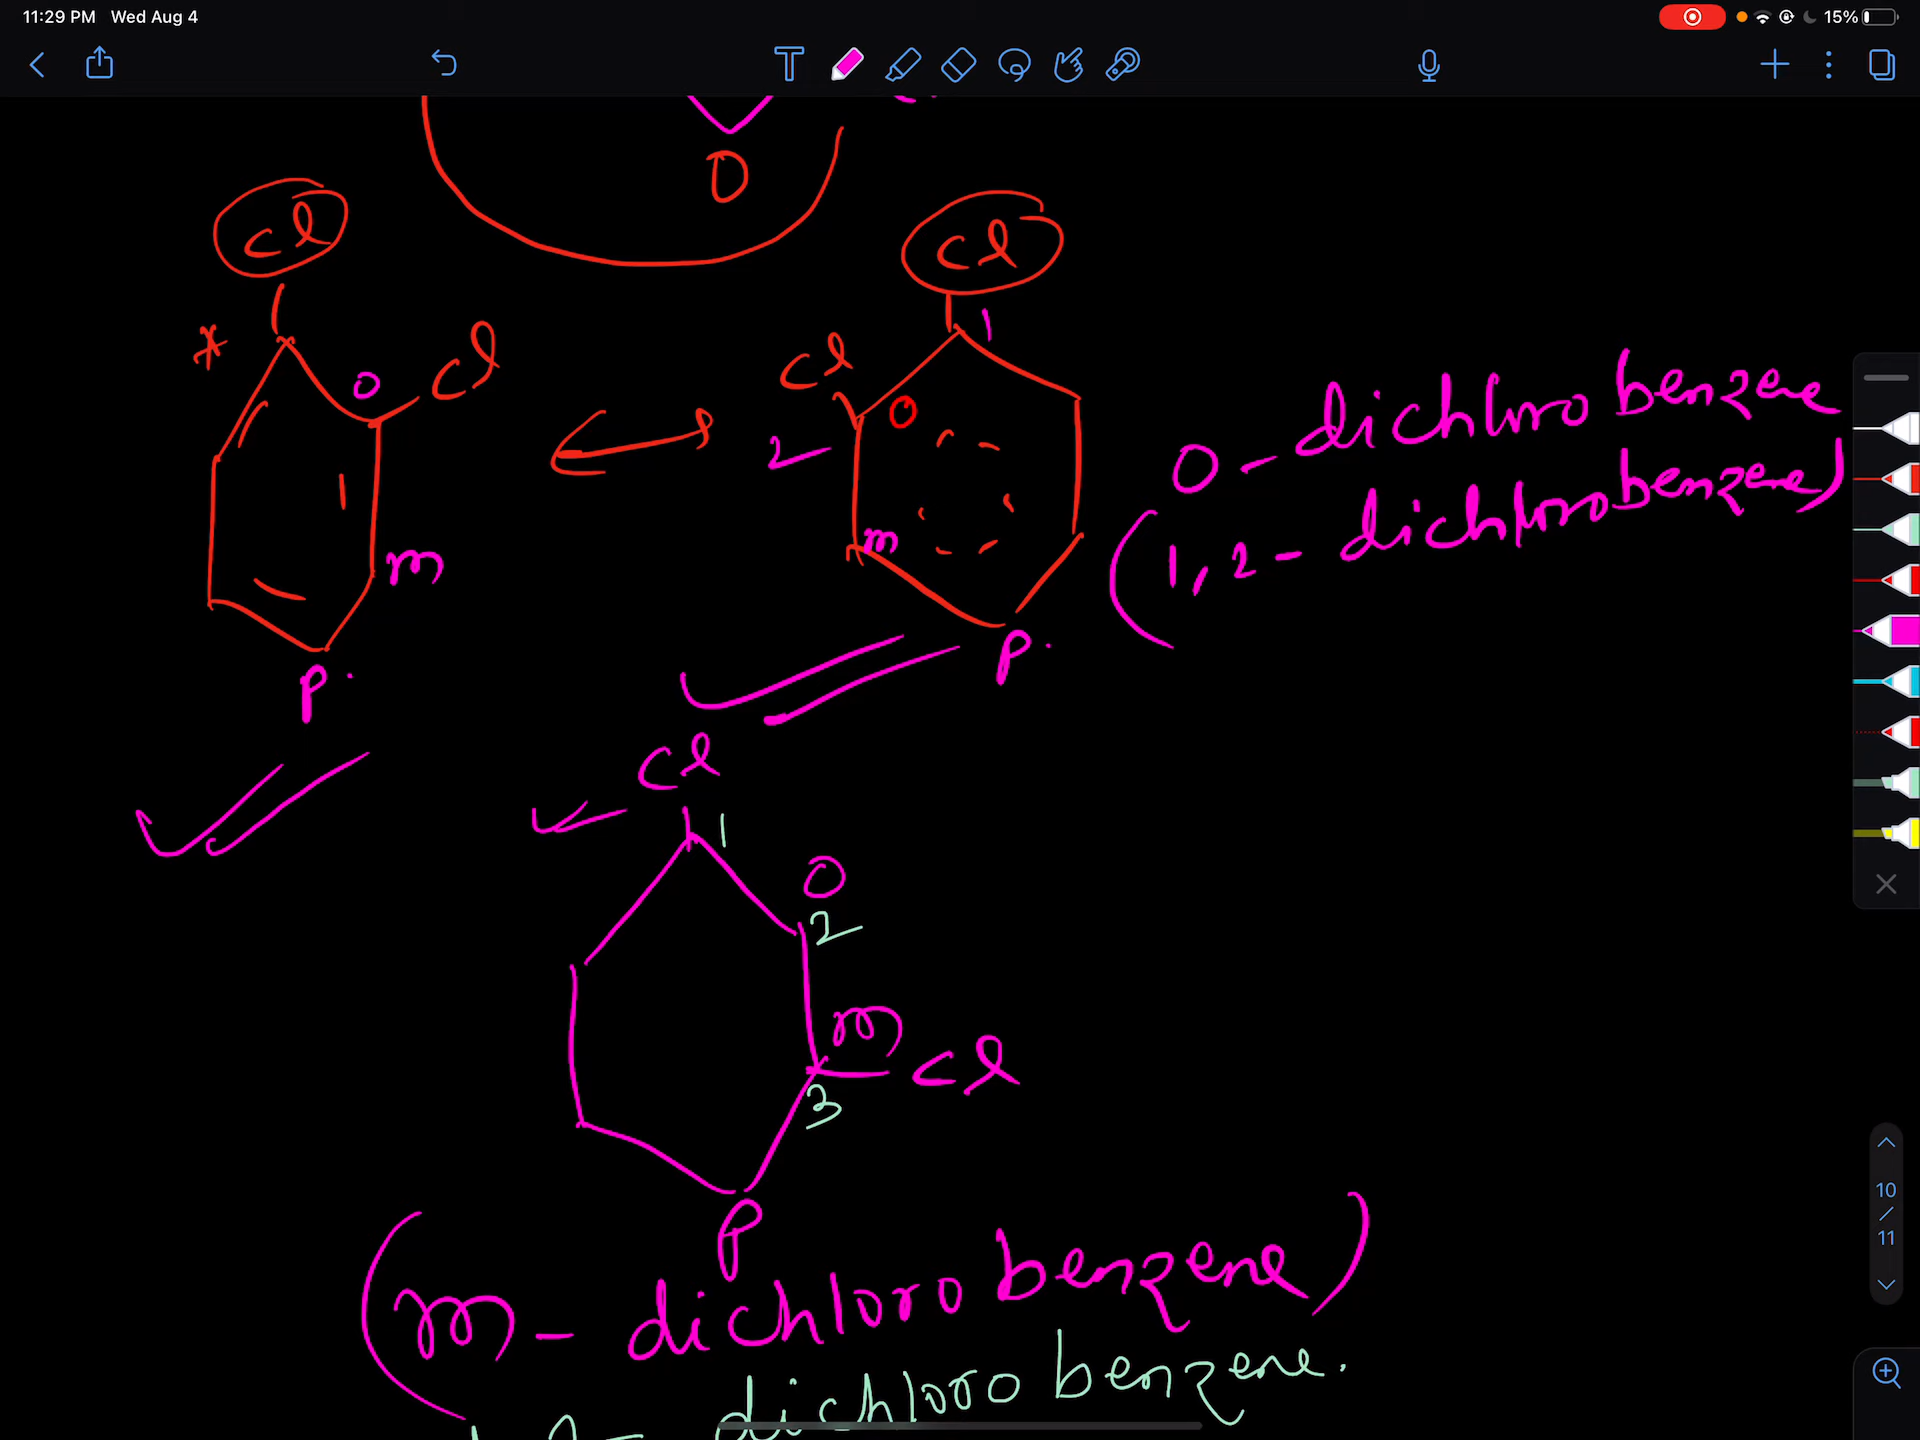 11:29 PM Wed Aug 4
15%
T
O
Cl
Cl
*
O
Cl
1
Cl
O
2
m
m
p.
p.
O - dichloro benzene
(1, 2 - dichlorobenzene)
Cl
1
O
2
m
Cl
3
P
(m - dichloro benzene)
dichloro benzene.
10
/
11